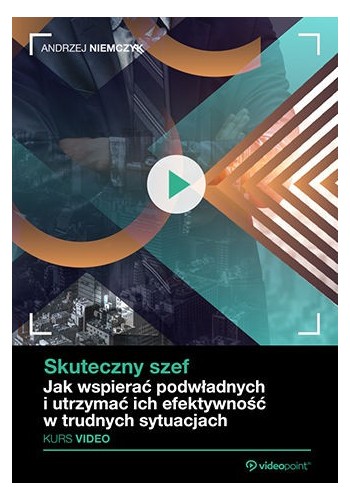 ANDRZEJ NIEMCZYK
Skuteczny szef
Jak wspierać podwładnych
i utrzymać ich efektywność
w trudnych sytuacjach
KURS VIDEO
videopoint